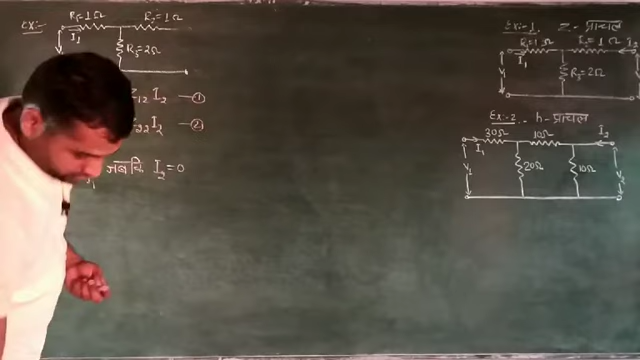 Ex:-
R₁=1Ω R₂=1Ω
I₁
R₃=2Ω
Z₁₂ I₂ —①
Z₂₂ I₂ —②
जबकि I₂ = 0
Ex:-1. Z- प्राचल
R₁=1Ω R₂=1Ω I₂
I₁
V₁ R₃=2Ω
Ex:-2.- h- प्राचल
30Ω 10Ω I₂
I₁
V₁ 20Ω 10Ω V₂